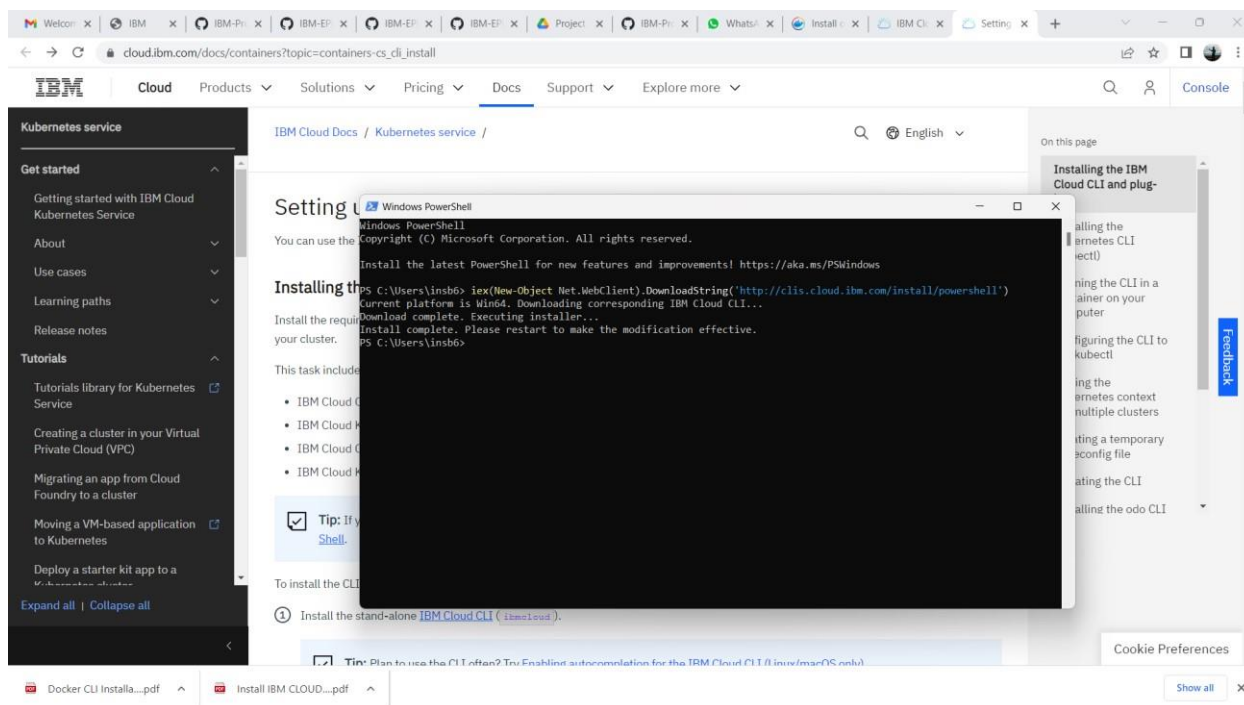 Welcom
IBM
IBM-Pr
IBM-EP
IBM-EP
IBM-EP
Project
IBM-Pr
WhatsA
Install
IBM Cl
Setting
cloud.ibm.com/docs/containers?topic=containers-cs_cli_install
IBM Cloud Products Solutions Pricing Docs Support Explore more Console
Kubernetes service
Get started
Getting started with IBM Cloud
Kubernetes Service
About
Use cases
Learning paths
Release notes
Tutorials
Tutorials library for Kubernetes
Service
Creating a cluster in your Virtual
Private Cloud (VPC)
Migrating an app from Cloud
Foundry to a cluster
Moving a VM-based application
to Kubernetes
Deploy a starter kit app to a
Expand all | Collapse all
IBM Cloud Docs / Kubernetes service /
English
Setting
You can use the
Installing th
Install the requir
your cluster.
This task include
• IBM Cloud C
• IBM Cloud K
• IBM Cloud C
• IBM Cloud K
Tip: If y
Shell.
To install the CLI
1 Install the stand-alone IBM Cloud CLI ( ibmcloud ).
Tip: Plan to use the CLI often? Try Enabling autocompletion for the IBM Cloud CLI (Linux/macOS only)
Windows PowerShell
Windows PowerShell
Copyright (C) Microsoft Corporation. All rights reserved.
Install the latest PowerShell for new features and improvements! https://aka.ms/PSWindows
PS C:\Users\insb6> iex(New-Object Net.WebClient).DownloadString('http://clis.cloud.ibm.com/install/powershell')
Current platform is Win64. Downloading corresponding IBM Cloud CLI...
Download complete. Executing installer...
Install complete. Please restart to make the modification effective.
PS C:\Users\insb6>
On this page
Installing the IBM
Cloud CLI and plug-
alling the
ernetes CLI
ectl)
ning the CLI in a
ainer on your
puter
figuring the CLI to
kubectl
ing the
ernetes context
multiple clusters
ating a temporary
econfig file
ating the CLI
alling the odo CLI
Feedback
Cookie Preferences
Docker CLI Installa....pdf
Install IBM CLOUD....pdf
Show all